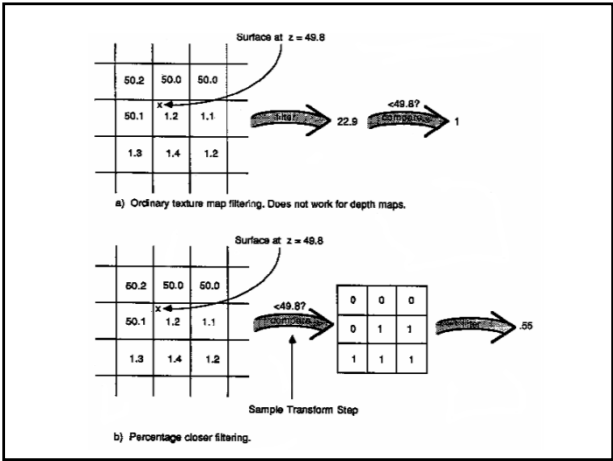 Surface at z = 49.8
50.2 50.0 50.0
x
50.1 1.2 1.1
1.3 1.4 1.2
filter
22.9
<49.8?
compare
1
a) Ordinary texture map filtering. Does not work for depth maps.
Surface at z = 49.8
50.2 50.0 50.0
x
50.1 1.2 1.1
1.3 1.4 1.2
<49.8?
compare
0 0 0
0 1 1
1 1 1
filter
.55
Sample Transform Step
b) Percentage closer filtering.